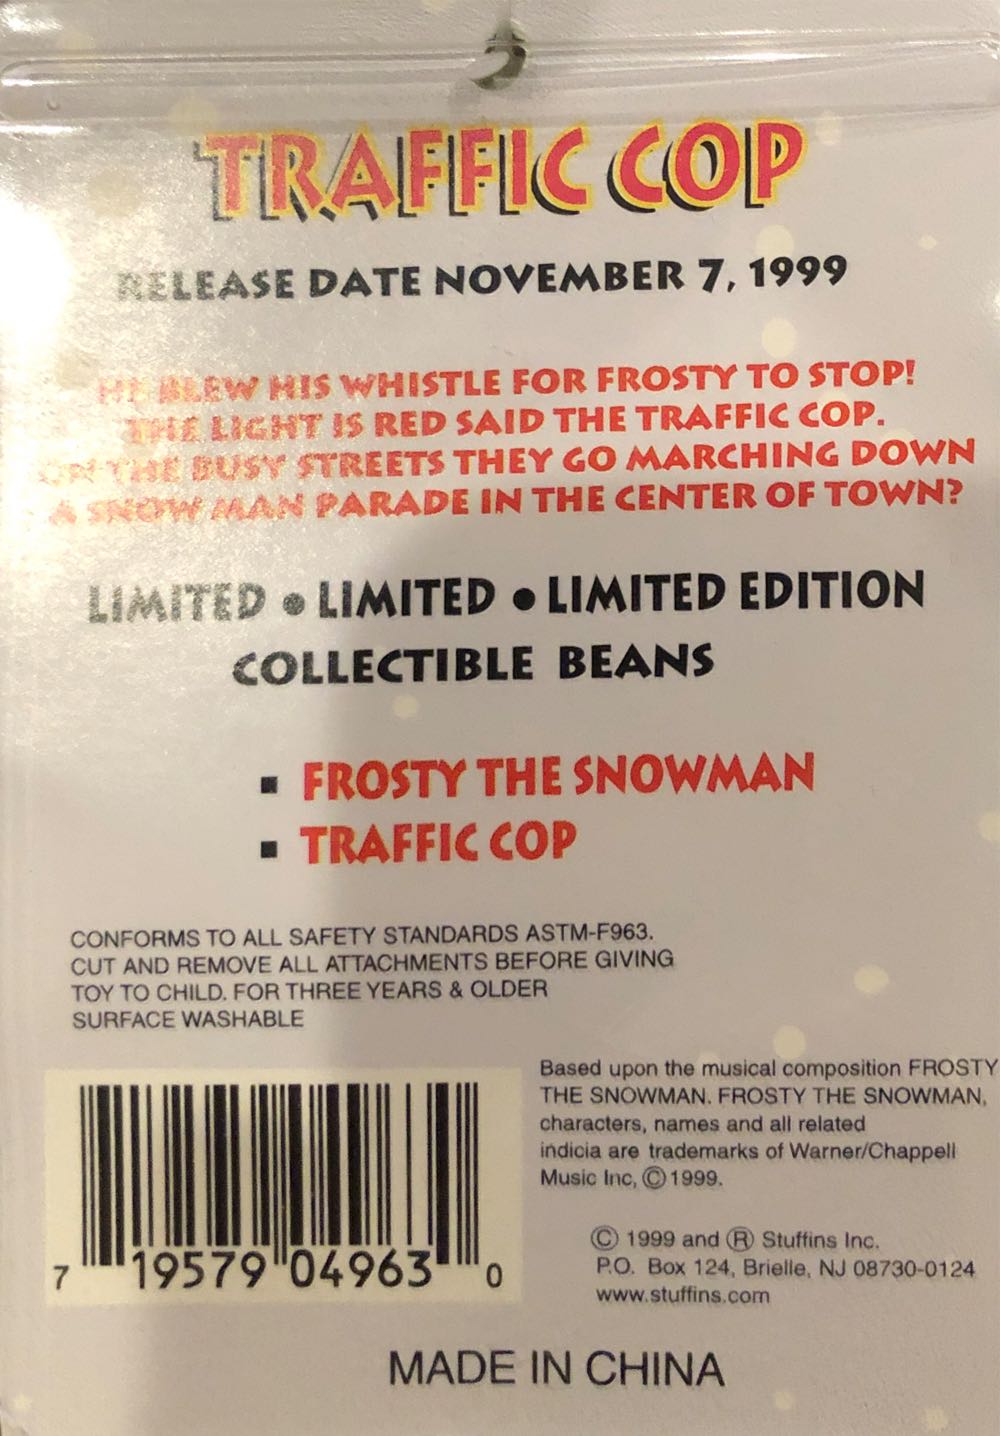 TRAFFIC COP
RELEASE DATE NOVEMBER 7, 1999
HE BLEW HIS WHISTLE FOR FROSTY TO STOP!
THE LIGHT IS RED SAID THE TRAFFIC COP.
ON THE BUSY STREETS THEY GO MARCHING DOWN
A SNOW MAN PARADE IN THE CENTER OF TOWN?
LIMITED • LIMITED • LIMITED EDITION
COLLECTIBLE BEANS
▪ FROSTY THE SNOWMAN
▪ TRAFFIC COP
CONFORMS TO ALL SAFETY STANDARDS ASTM-F963.
CUT AND REMOVE ALL ATTACHMENTS BEFORE GIVING
TOY TO CHILD. FOR THREE YEARS & OLDER
SURFACE WASHABLE
7 19579 04963 0
Based upon the musical composition FROSTY
THE SNOWMAN. FROSTY THE SNOWMAN,
characters, names and all related
indicia are trademarks of Warner/Chappell
Music Inc, © 1999.
© 1999 and ® Stuffins Inc.
P.O. Box 124, Brielle, NJ 08730-0124
www.stuffins.com
MADE IN CHINA